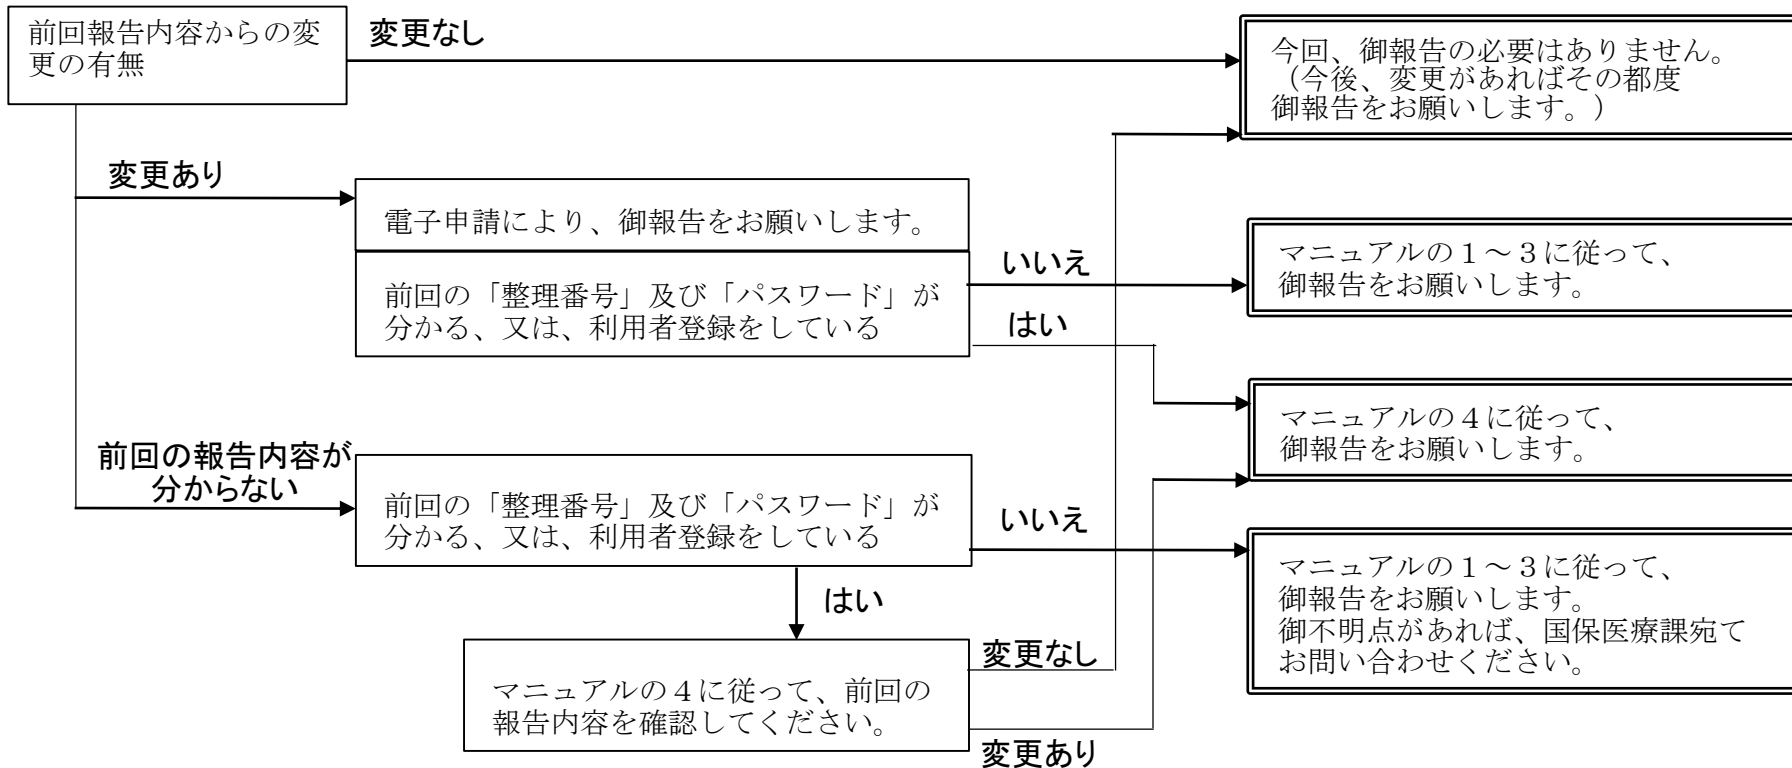 前回報告内容からの変
更の有無
変更なし
今回、御報告の必要はありません。
（今後、変更があればその都度
御報告をお願いします。）
変更あり
電子申請により、御報告をお願いします。
前回の「整理番号」及び「パスワード」が
分かる、又は、利用者登録をしている
いいえ
マニュアルの１～３に従って、
御報告をお願いします。
はい
マニュアルの４に従って、
御報告をお願いします。
前回の報告内容が
分からない
前回の「整理番号」及び「パスワード」が
分かる、又は、利用者登録をしている
いいえ
マニュアルの１～３に従って、
御報告をお願いします。
御不明点があれば、国保医療課宛て
お問い合わせください。
はい
マニュアルの４に従って、前回の
報告内容を確認してください。
変更なし
変更あり